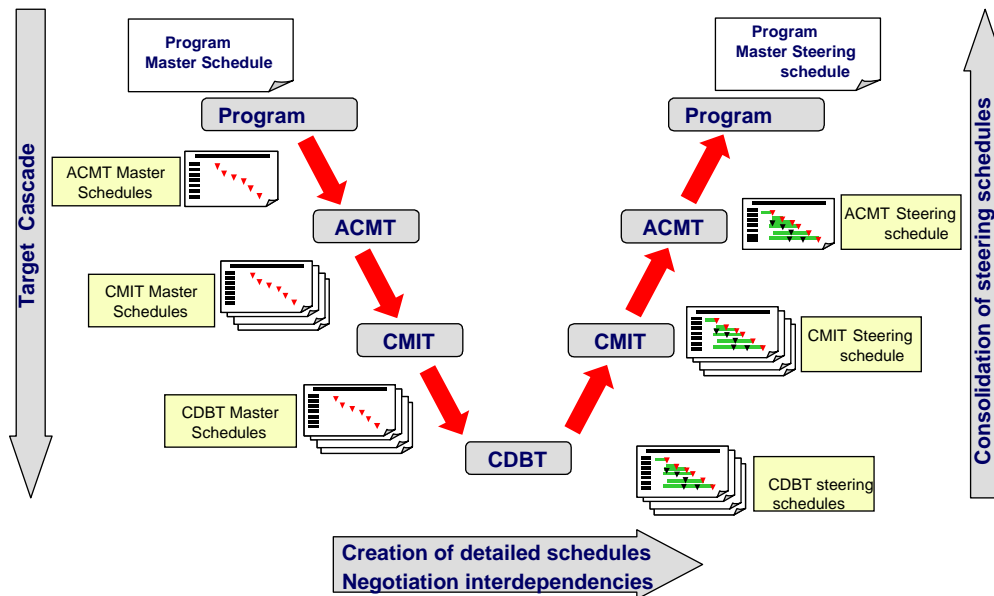 Program
Master Schedule
Program
Master Steering
schedule
Program
Program
Target Cascade
Consolidation of steering schedules
ACMT Master
Schedules
ACMT
ACMT
ACMT Steering
schedule
CMIT Master
Schedules
CMIT
CMIT
CMIT Steering
schedule
CDBT Master
Schedules
CDBT
CDBT steering
schedules
Creation of detailed schedules
Negotiation interdependencies